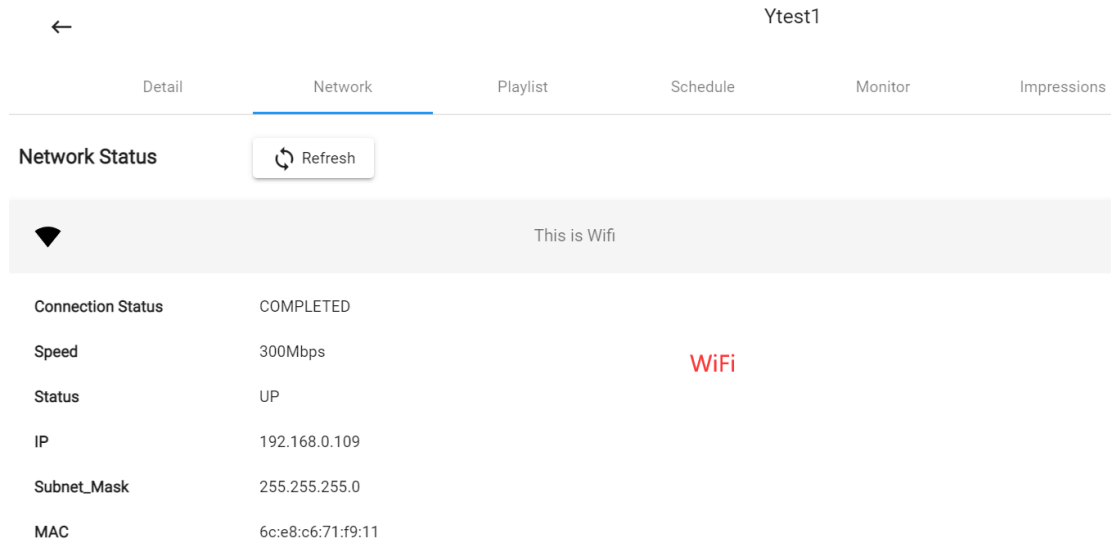 Ytest1
Detail Network Playlist Schedule Monitor Impressions
Network Status Refresh
This is Wifi
Connection Status COMPLETED
Speed 300Mbps
WiFi
Status UP
IP 192.168.0.109
Subnet_Mask 255.255.255.0
MAC 6c:e8:c6:71:f9:11